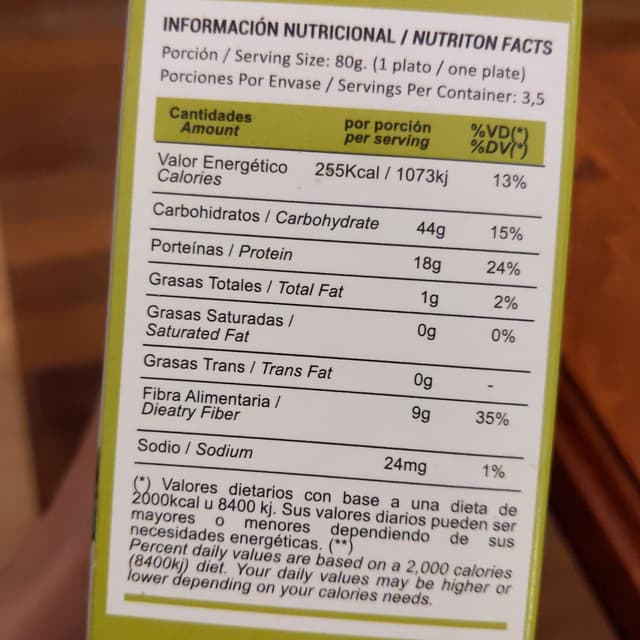 INFORMACIÓN NUTRICIONAL / NUTRITON FACTS
Porción / Serving Size: 80g. (1 plato / one plate)
Porciones Por Envase / Servings Per Container: 3,5
Cantidades por porción %VD(*)
Amount per serving %DV(*)
Valor Energético 255Kcal / 1073kj 13%
Calories
Carbohidratos / Carbohydrate 44g 15%
Porteínas / Protein 18g 24%
Grasas Totales / Total Fat 1g 2%
Grasas Saturadas / 0g 0%
Saturated Fat
Grasas Trans / Trans Fat 0g -
Fibra Alimentaria / 9g 35%
Dieatry Fiber
Sodio / Sodium 24mg 1%
(*) Valores dietarios con base a una dieta de
2000kcal u 8400 kj. Sus valores diarios pueden ser
mayores o menores dependiendo de sus
necesidades energéticas. (**)
Percent daily values are based on a 2,000 calories
(8400kj) diet. Your daily values may be higher or
lower depending on your calories needs.